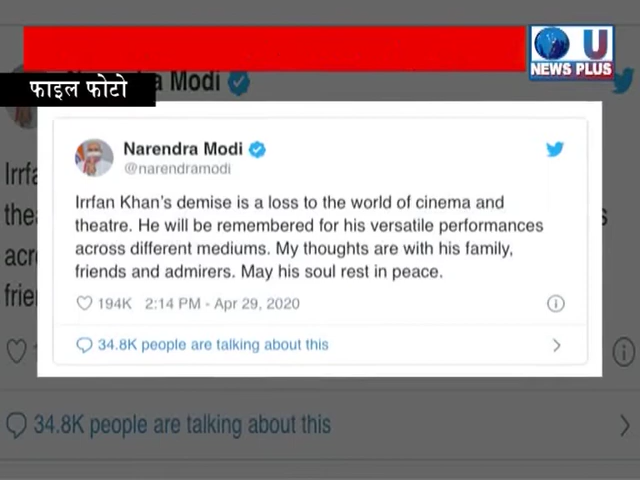 U
NEWS PLUS
फाइल फोटो
a Modi
Narendra Modi
@narendramodi
Irrfan Khan's demise is a loss to the world of cinema and
theatre. He will be remembered for his versatile performances
across different mediums. My thoughts are with his family,
friends and admirers. May his soul rest in peace.
194K 2:14 PM - Apr 29, 2020
34.8K people are talking about this
34.8K people are talking about this